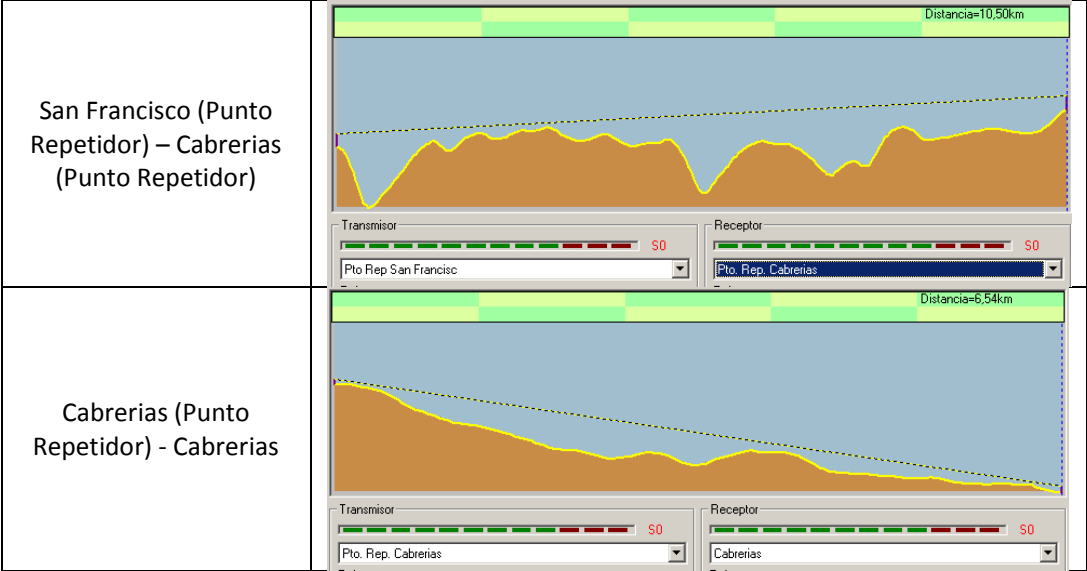 San Francisco (Punto
Repetidor) – Cabrerias
(Punto Repetidor)
Distancia=10,50km
Transmisor
S0
Pto Rep San Francisc
Receptor
S0
Pto. Rep. Cabrerias
Cabrerias (Punto
Repetidor) - Cabrerias
Distancia=6,54km
Transmisor
S0
Pto. Rep. Cabrerias
Receptor
S0
Cabrerias